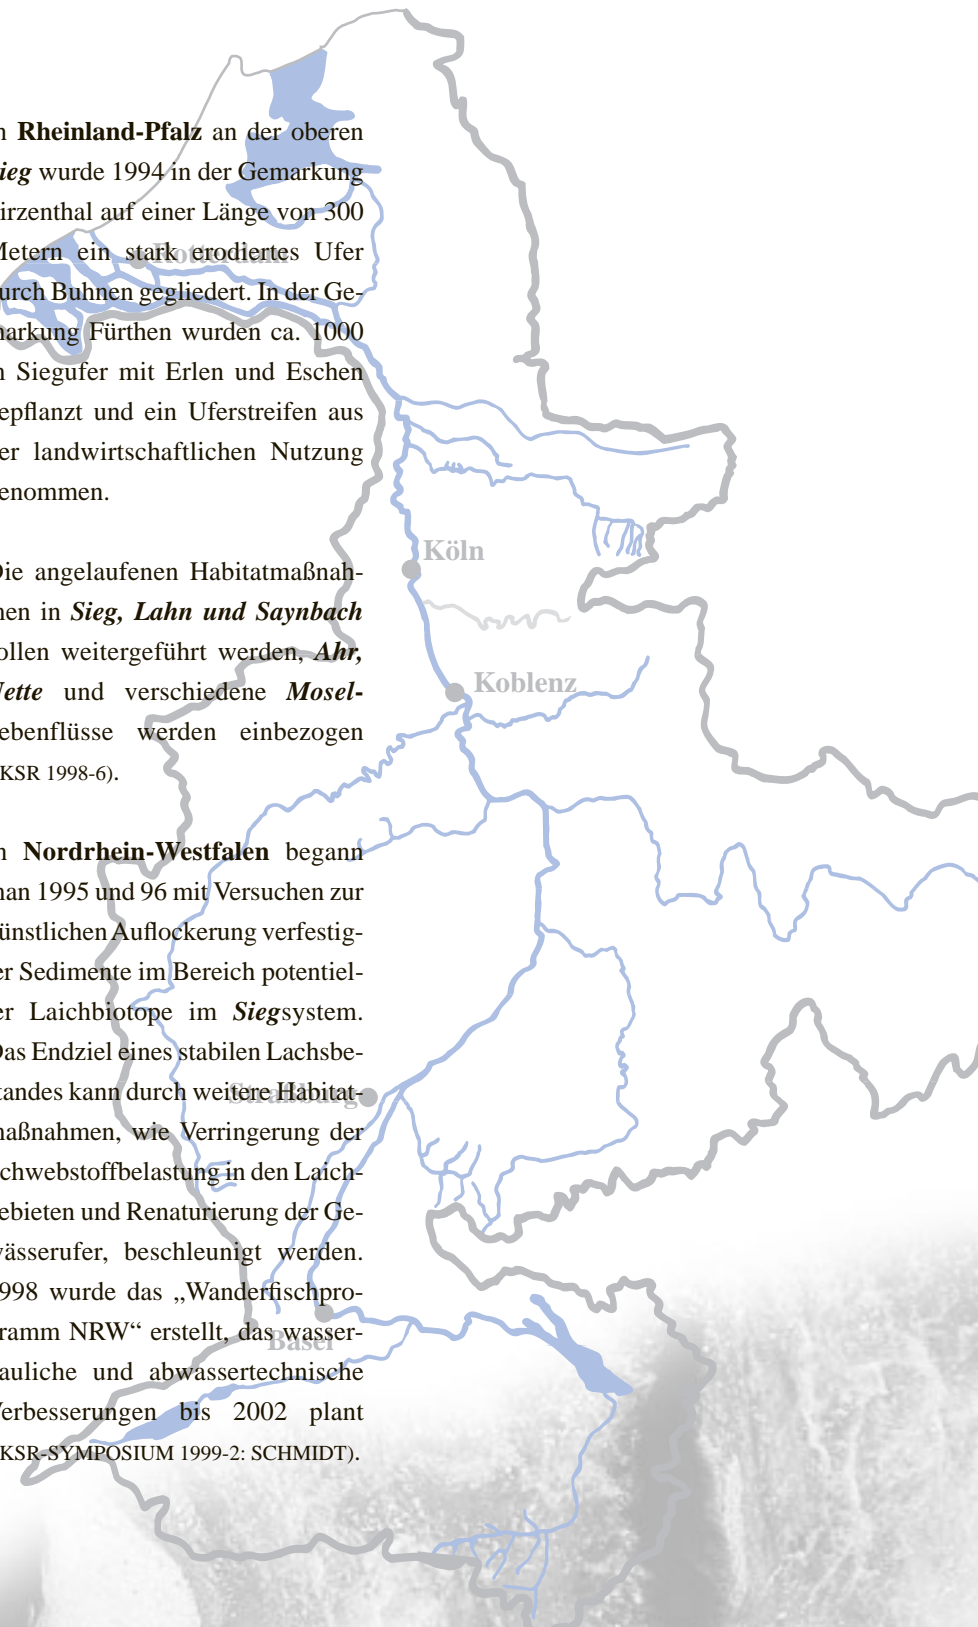 n Rheinland-Pfalz an der oberen
ieg wurde 1994 in der Gemarkung
irzenthal auf einer Länge von 300
Metern ein stark erodiertes Ufer
urch Buhnen gegliedert. In der Ge-
markung Fürthen wurden ca. 1000
m Siegufer mit Erlen und Eschen
epflanzt und ein Uferstreifen aus
er landwirtschaftlichen Nutzung
enommen.
Die angelaufenen Habitatmaßnah-
men in Sieg, Lahn und Saynbach
ollen weitergeführt werden, Ahr,
Nette und verschiedene Mosel-
ebenflüsse werden einbezogen
KSR 1998-6).
n Nordrhein-Westfalen begann
man 1995 und 96 mit Versuchen zur
ünstlichen Auflockerung verfestig-
er Sedimente im Bereich potentiel-
er Laichbiotope im Siegsystem.
Das Endziel eines stabilen Lachsbe-
tandes kann durch weitere Habitat-
maßnahmen, wie Verringerung der
chwebstoffbelastung in den Laich-
ebieten und Renaturierung der Ge-
wässerufer, beschleunigt werden.
998 wurde das „Wanderfischpro-
ramm NRW“ erstellt, das wasser-
auliche und abwassertechnische
Verbesserungen bis 2002 plant
KSR-SYMPOSIUM 1999-2: SCHMIDT).
Rotterdam
Köln
Koblenz
Straßburg
Basel